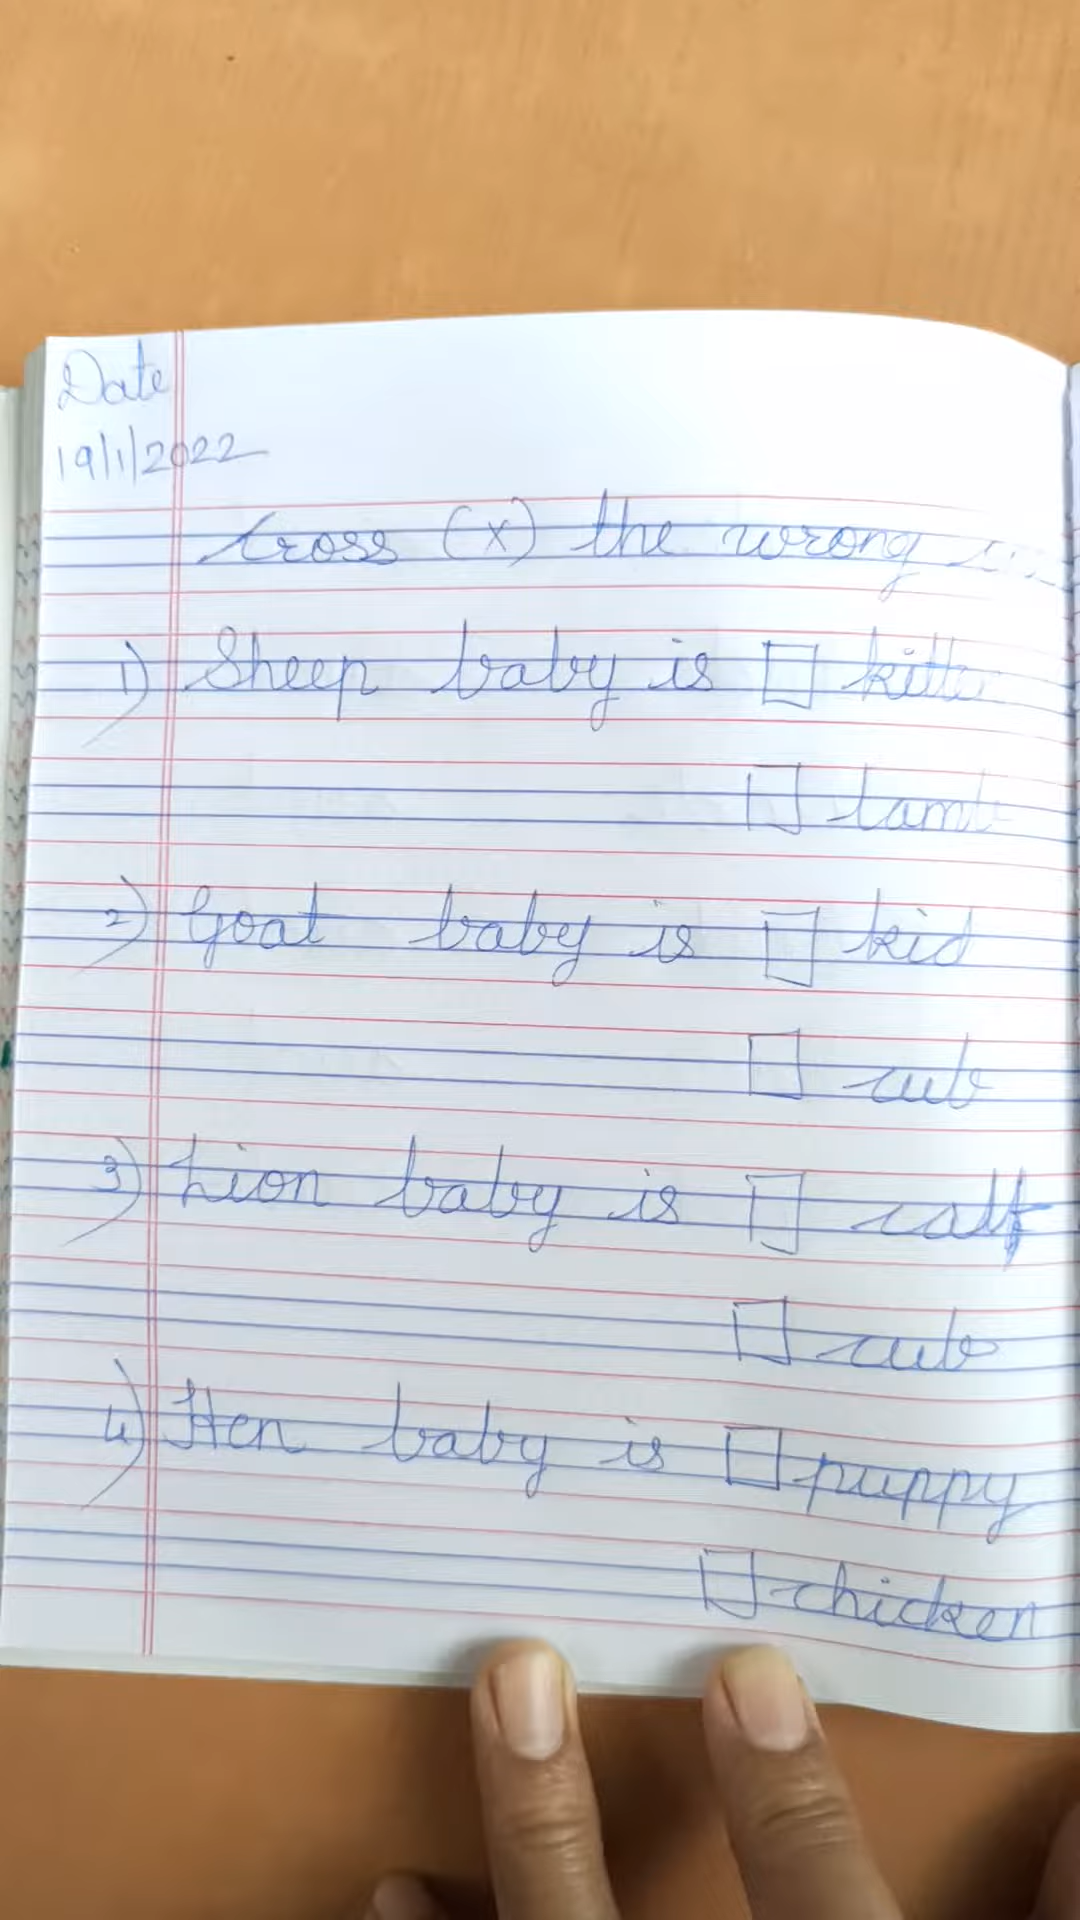 Date
19/1/2022
Cross (x) the wrong
1) Sheep baby is
lamb
2) Goat baby is kid
cub
3) Lion baby is calf
cub
4) Hen baby is puppy
chicken